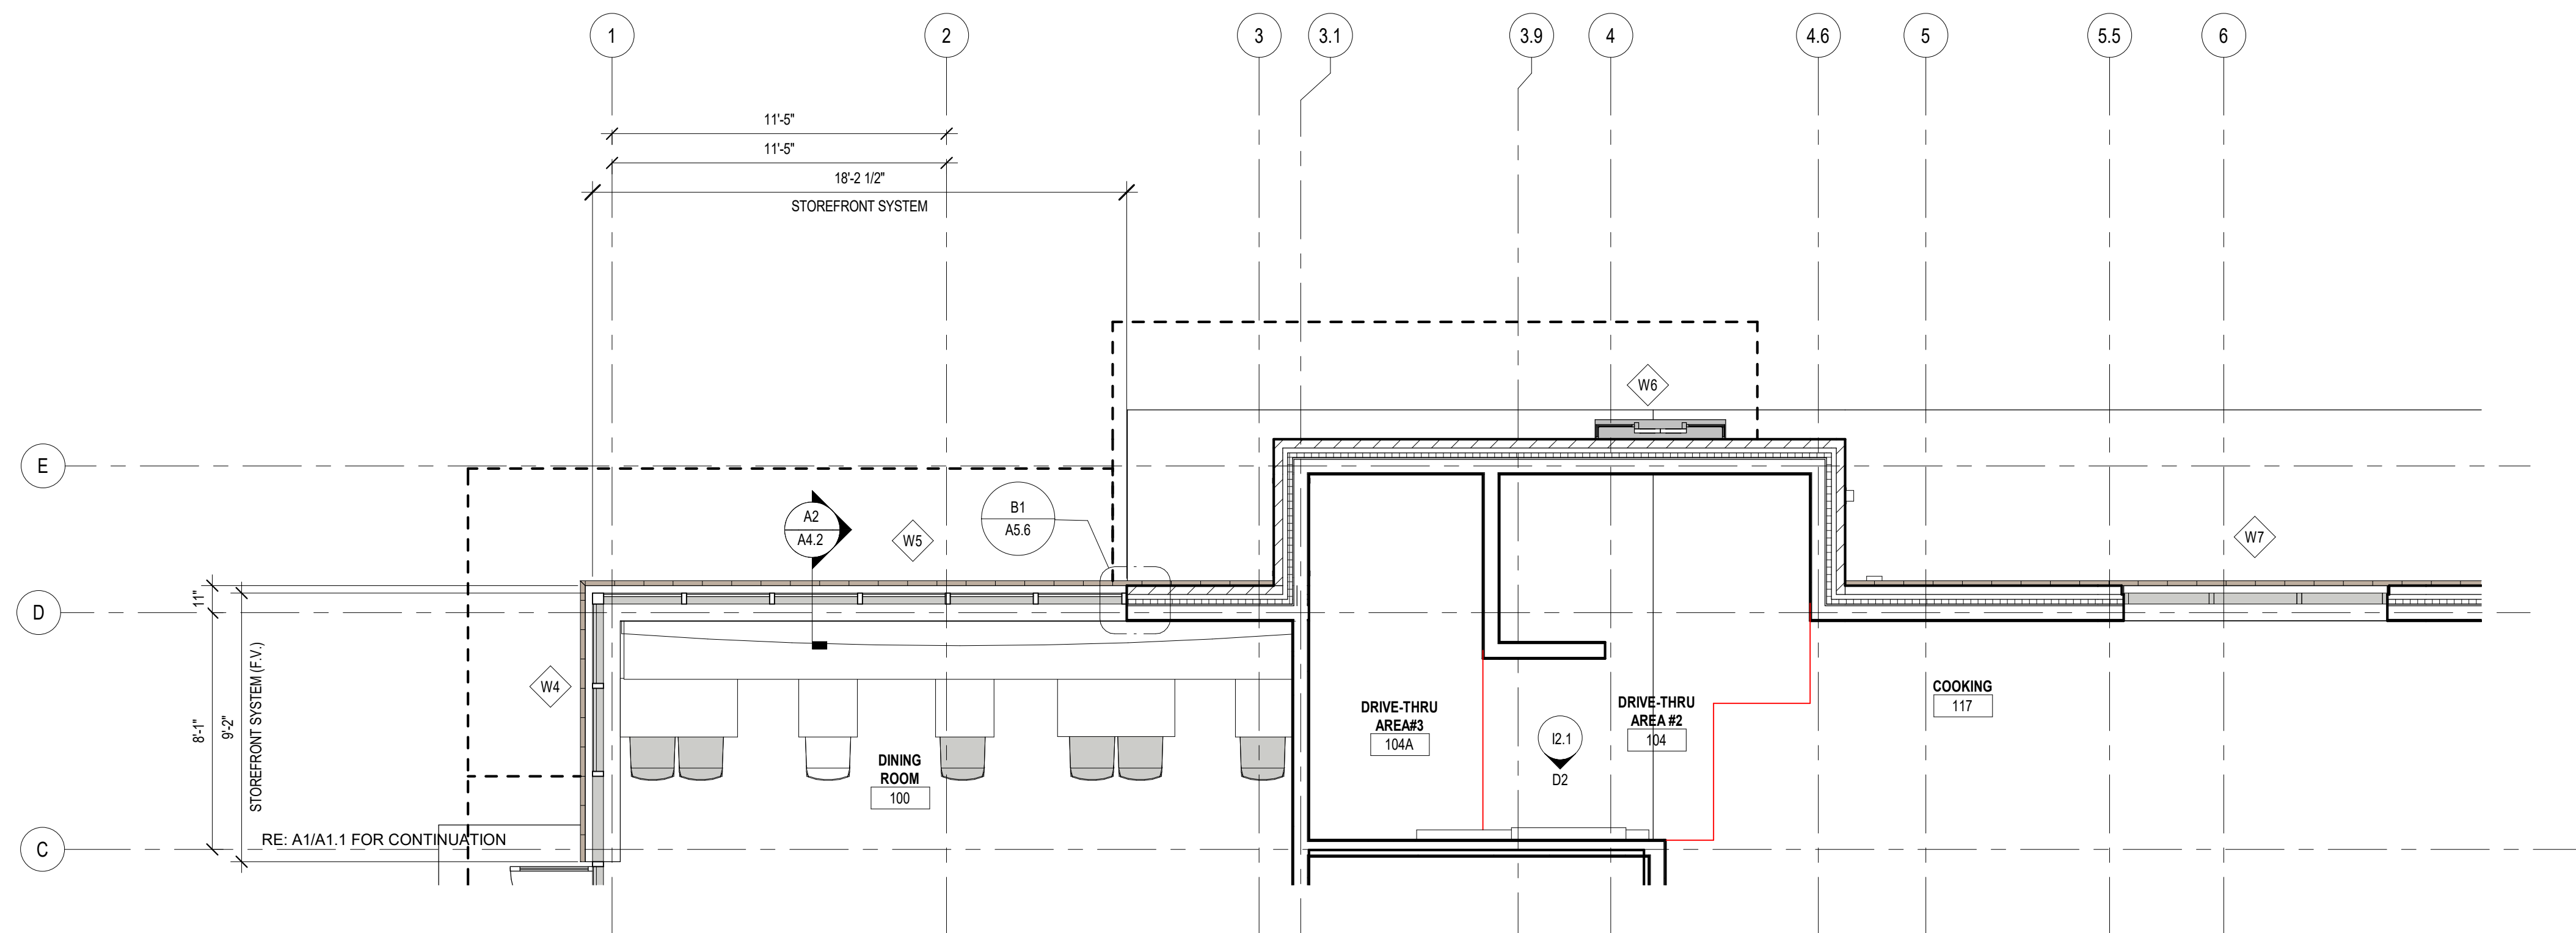 1 2 3 3.1 3.9 4 4.6 5 5.5 6
11'-5"
11'-5"
18'-2 1/2"
STOREFRONT SYSTEM
W6
E
B1
A5.6
A2
A4.2
W5
W7
D
11"
8'-1"
9'-2"
STOREFRONT SYSTEM (F.V.)
W4
COOKING
117
DRIVE-THRU
AREA#3
104A
DRIVE-THRU
AREA #2
104
I2.1
D2
DINING
ROOM
100
RE: A1/A1.1 FOR CONTINUATION
C